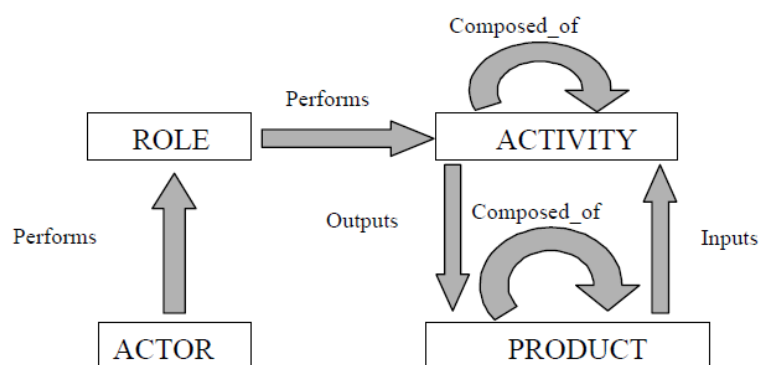 Composed_of
Performs
ROLE
ACTIVITY
Performs
Outputs
Composed_of
Inputs
ACTOR
PRODUCT